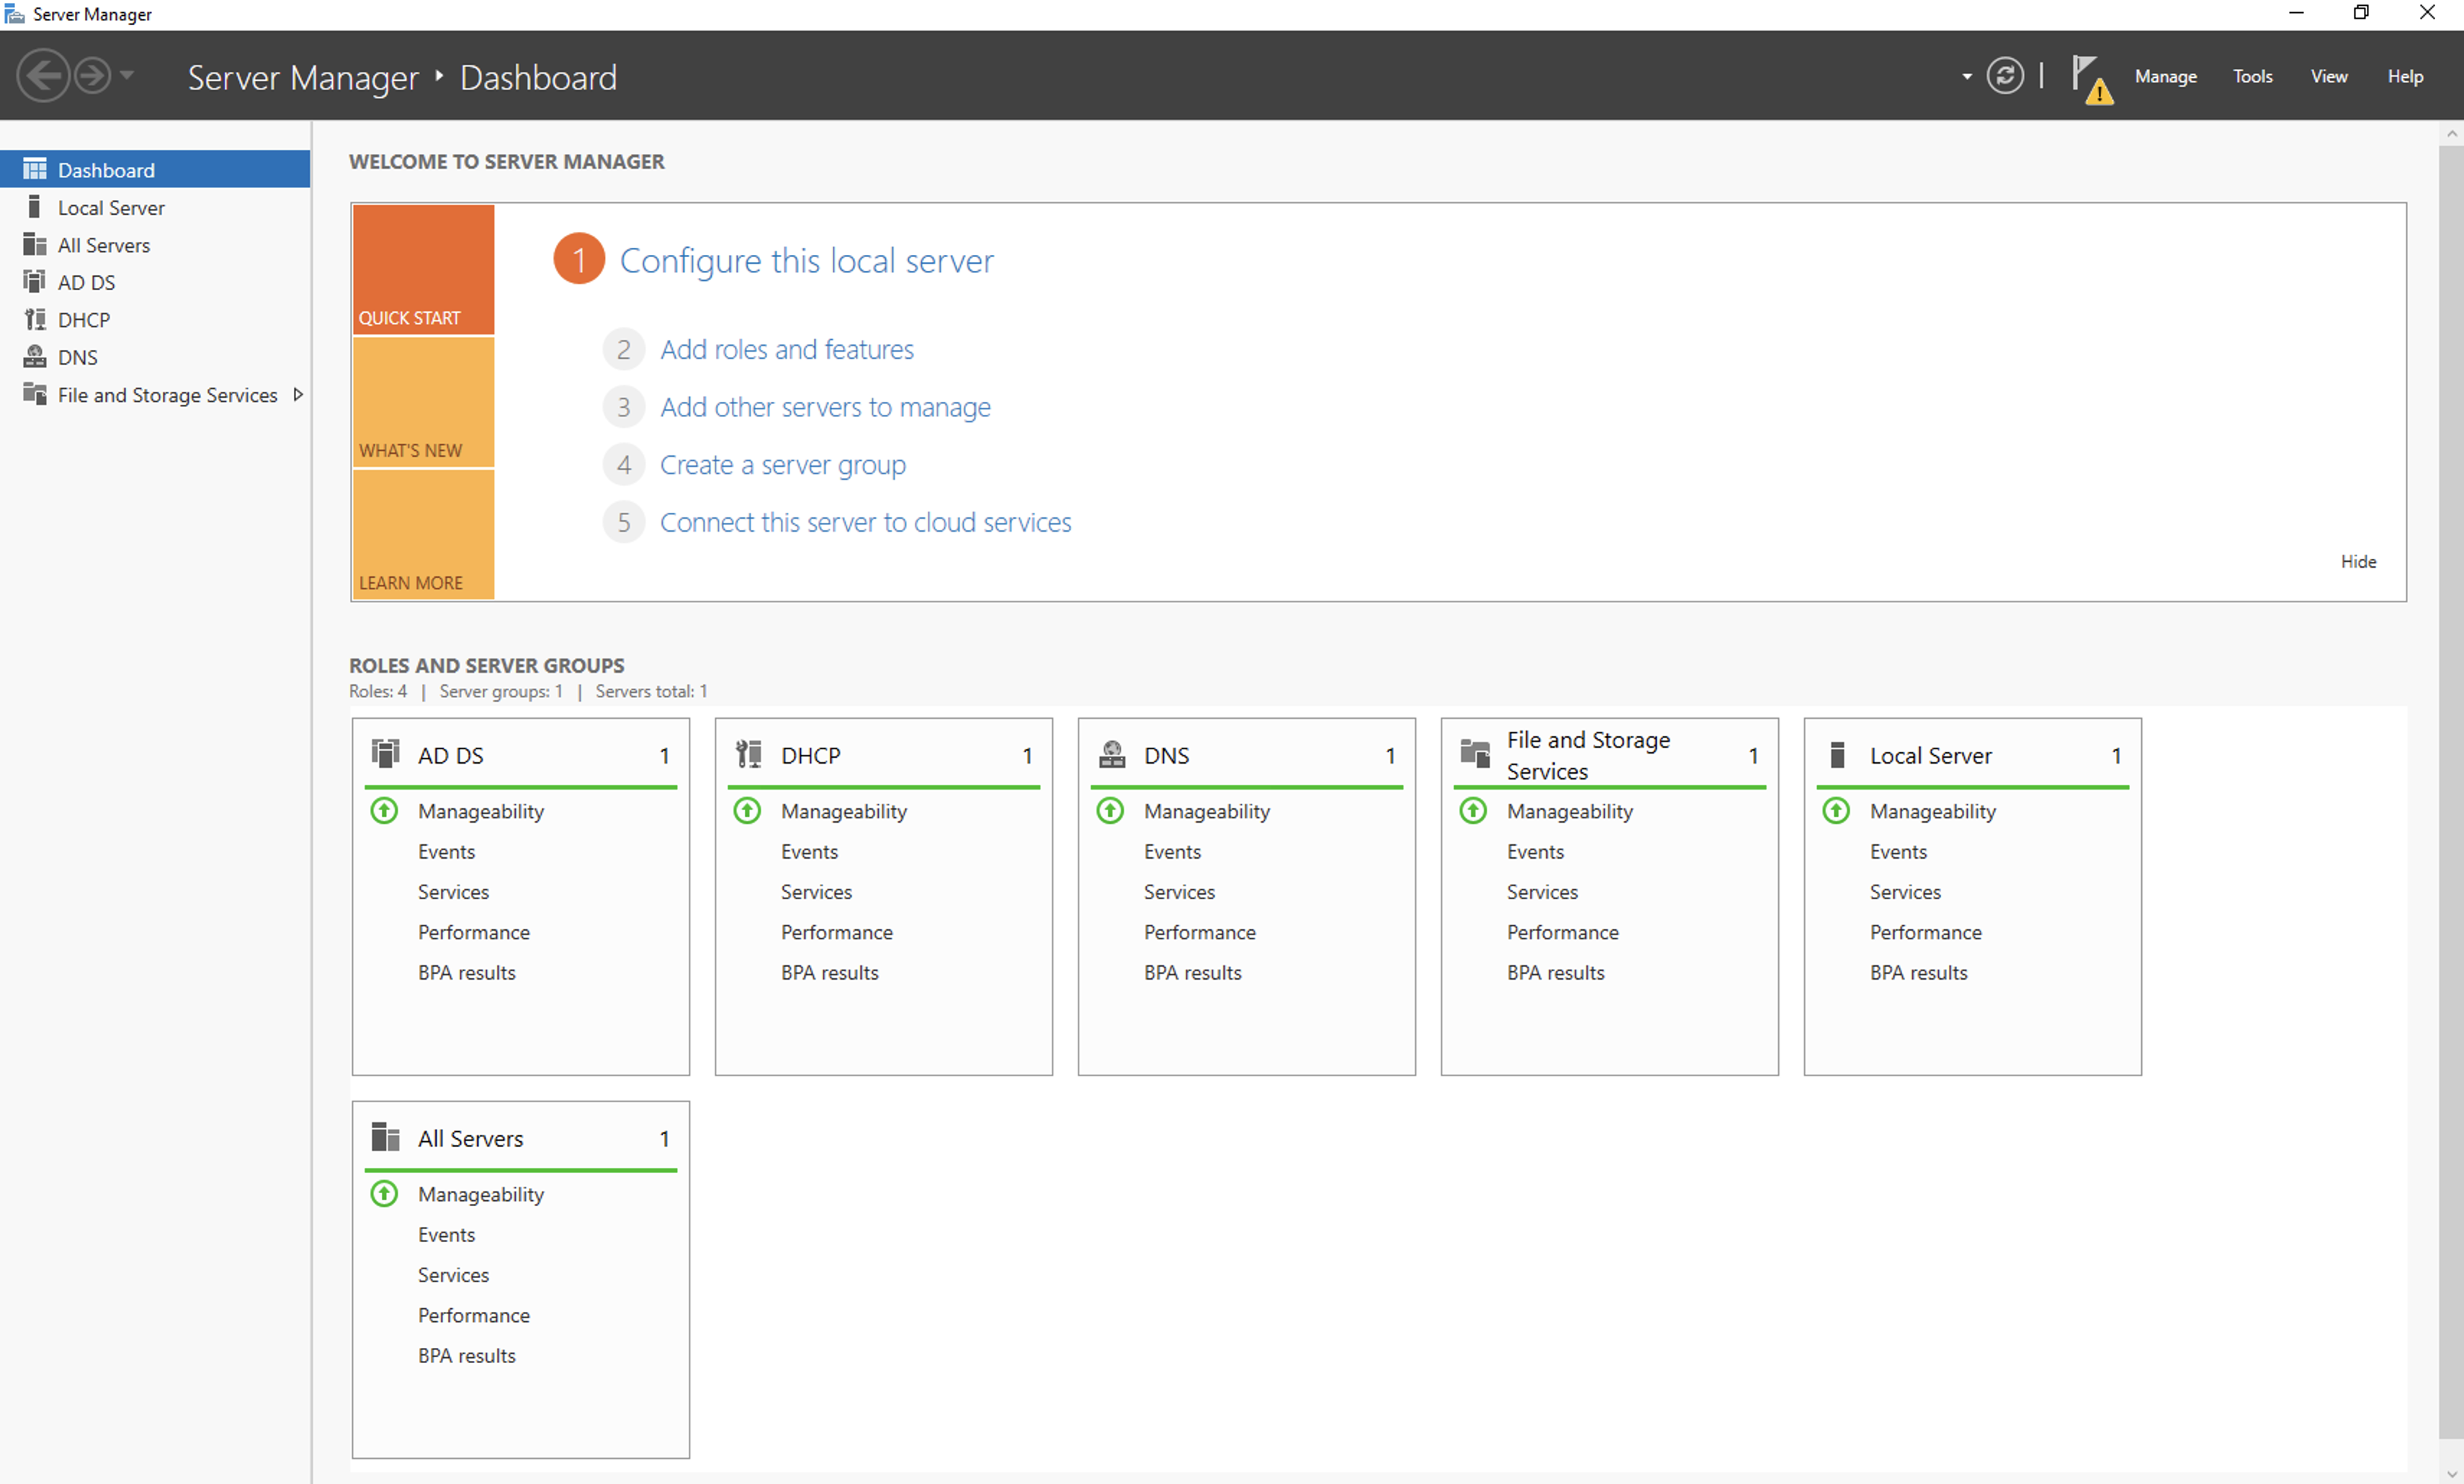 Server Manager
Server Manager Dashboard
Manage Tools View Help
Dashboard
Local Server
All Servers
AD DS
DHCP
DNS
File and Storage Services
WELCOME TO SERVER MANAGER
QUICK START
WHAT'S NEW
LEARN MORE
1 Configure this local server
2 Add roles and features
3 Add other servers to manage
4 Create a server group
5 Connect this server to cloud services
Hide
ROLES AND SERVER GROUPS
Roles: 4 | Server groups: 1 | Servers total: 1
AD DS 1
Manageability
Events
Services
Performance
BPA results
DHCP 1
Manageability
Events
Services
Performance
BPA results
DNS 1
Manageability
Events
Services
Performance
BPA results
File and Storage
Services 1
Manageability
Events
Services
Performance
BPA results
Local Server 1
Manageability
Events
Services
Performance
BPA results
All Servers 1
Manageability
Events
Services
Performance
BPA results